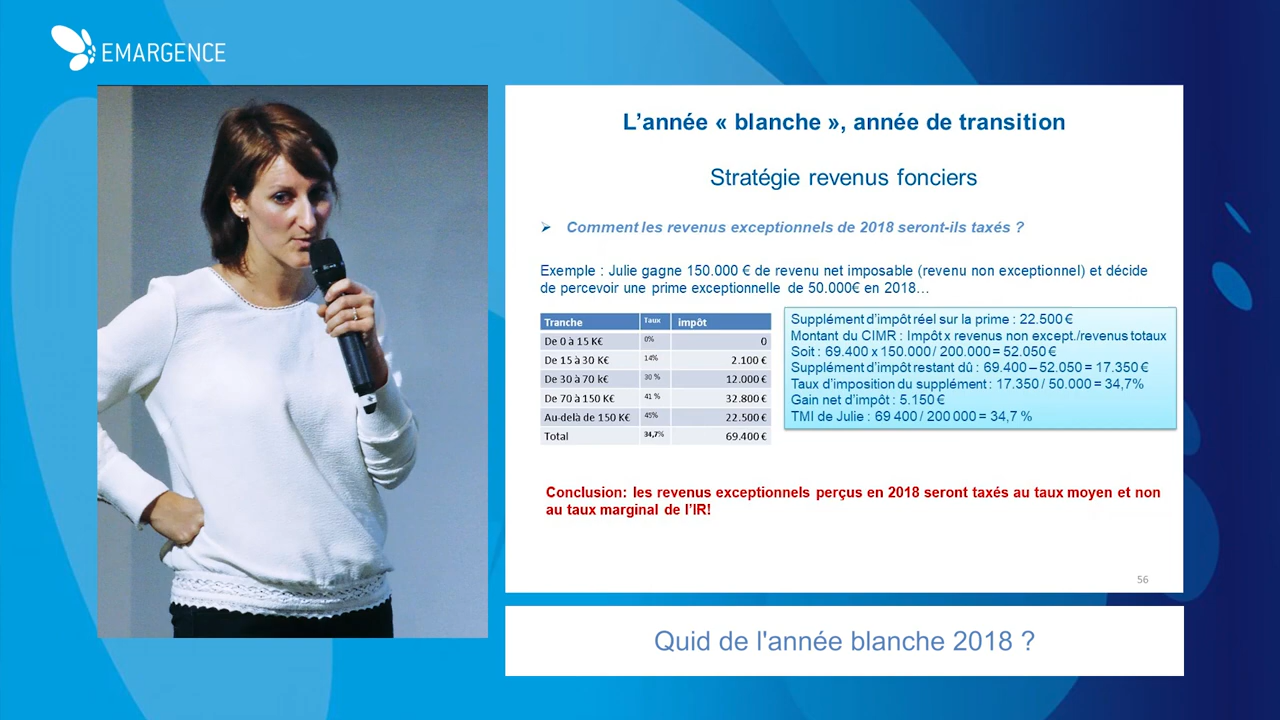 EMARGENCE
L'année « blanche », année de transition
Stratégie revenus fonciers
➢ Comment les revenus exceptionnels de 2018 seront-ils taxés ?
Exemple : Julie gagne 150.000 € de revenu net imposable (revenu non exceptionnel) et décide
de percevoir une prime exceptionnelle de 50.000€ en 2018…
Tranche Taux impôt
De 0 à 15 K€ 0% 0
De 15 à 30 K€ 14% 2.100 €
De 30 à 70 k€ 30 % 12.000 €
De 70 à 150 K€ 41 % 32.800 €
Au-delà de 150 K€ 45% 22.500 €
Total 34,7% 69.400 €
Supplément d'impôt réel sur la prime : 22.500 €
Montant du CIMR : Impôt x revenus non except./revenus totaux
Soit : 69.400 x 150.000 / 200.000 = 52.050 €
Supplément d'impôt restant dû : 69.400 – 52.050 = 17.350 €
Taux d'imposition du supplément : 17.350 / 50.000 = 34,7%
Gain net d'impôt : 5.150 €
TMI de Julie : 69 400 / 200 000 = 34,7 %
Conclusion: les revenus exceptionnels perçus en 2018 seront taxés au taux moyen et non
au taux marginal de l'IR!
56
Quid de l'année blanche 2018 ?